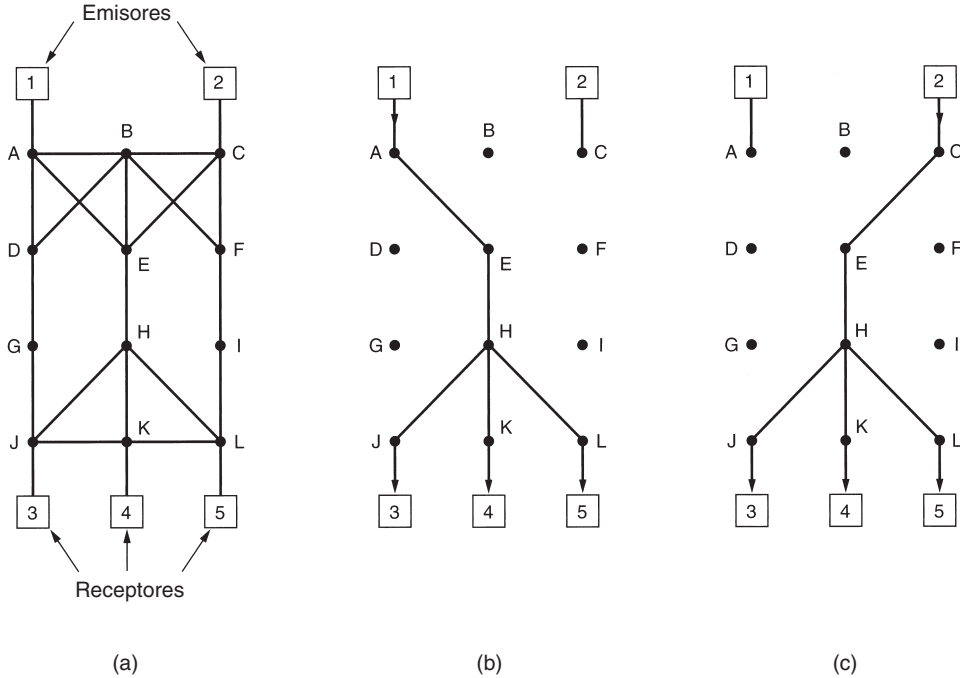 Emisores
1 2 1 2 1 2
A B C A B C A B C
D E F D E F D E F
G H I G H I G H I
J K L J K L J K L
3 4 5 3 4 5 3 4 5
Receptores
(a) (b) (c)